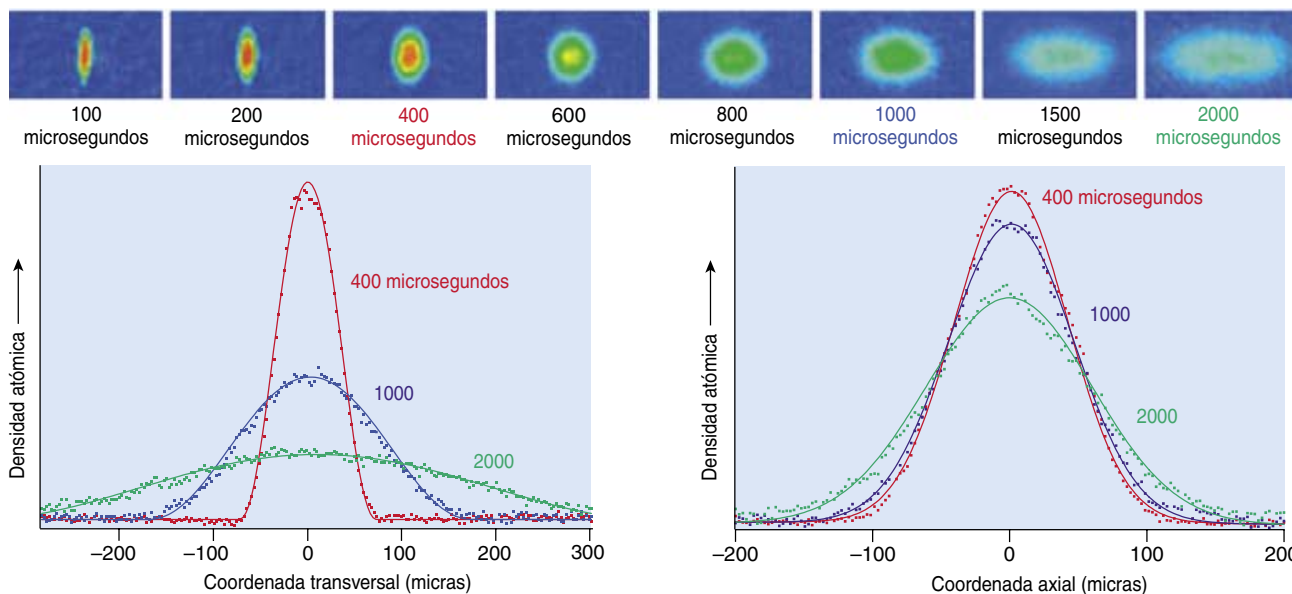 100
microsegundos
200
microsegundos
400
microsegundos
600
microsegundos
800
microsegundos
1000
microsegundos
1500
microsegundos
2000
microsegundos
Densidad atómica
400 microsegundos
1000
2000
−200
−100
0
100
200
300
Coordenada transversal (micras)
Densidad atómica
400 microsegundos
1000
2000
−200
−100
0
100
200
Coordenada axial (micras)